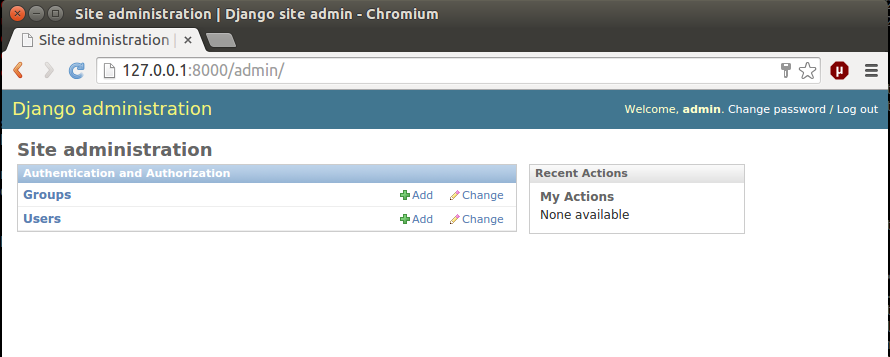 Site administration | Django site admin - Chromium
Site administration |
127.0.0.1:8000/admin/
Django administration
Welcome, admin. Change password / Log out
Site administration
Authentication and Authorization
Groups Add Change
Users Add Change
Recent Actions
My Actions
None available